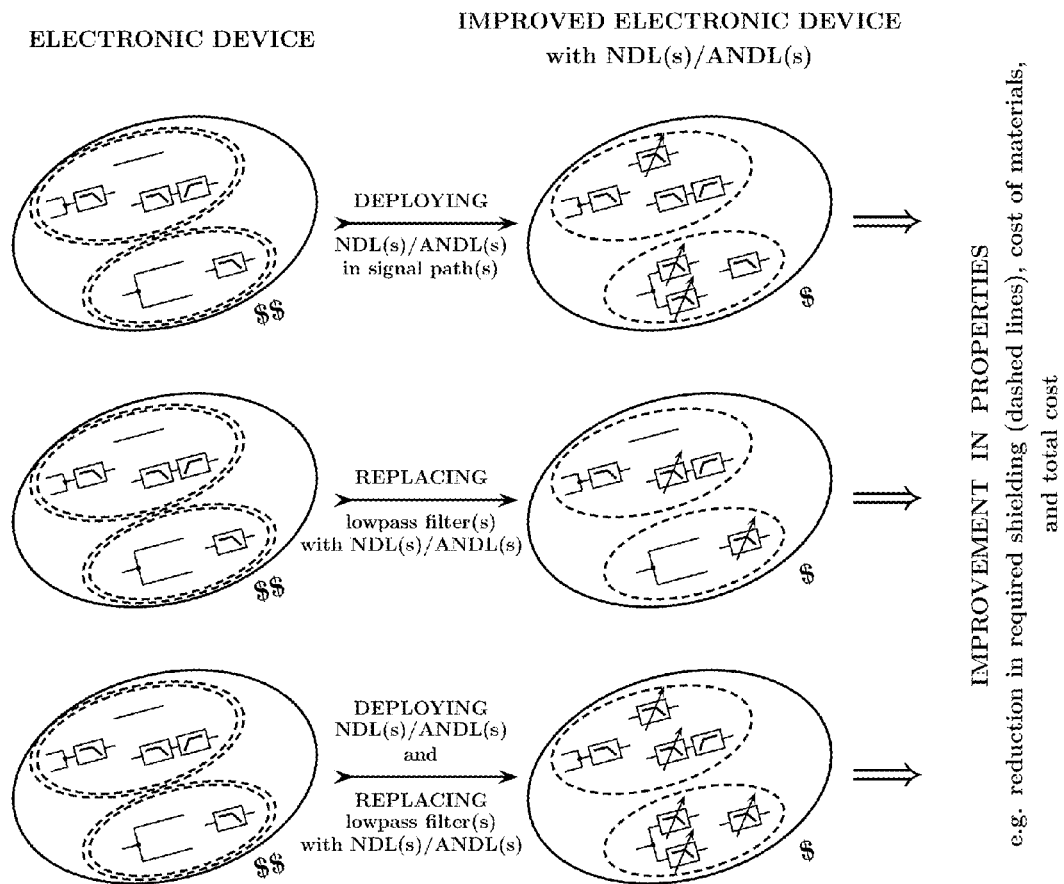 ELECTRONIC DEVICE
IMPROVED ELECTRONIC DEVICE
with NDL(s)/ANDL(s)
DEPLOYING
NDL(s)/ANDL(s)
in signal path(s)
$$
$
REPLACING
lowpass filter(s)
with NDL(s)/ANDL(s)
$$
$
DEPLOYING
NDL(s)/ANDL(s)
and
REPLACING
lowpass filter(s)
with NDL(s)/ANDL(s)
$$
$
IMPROVEMENT IN PROPERTIES
e.g. reduction in required shielding (dashed lines), cost of materials,
and total cost